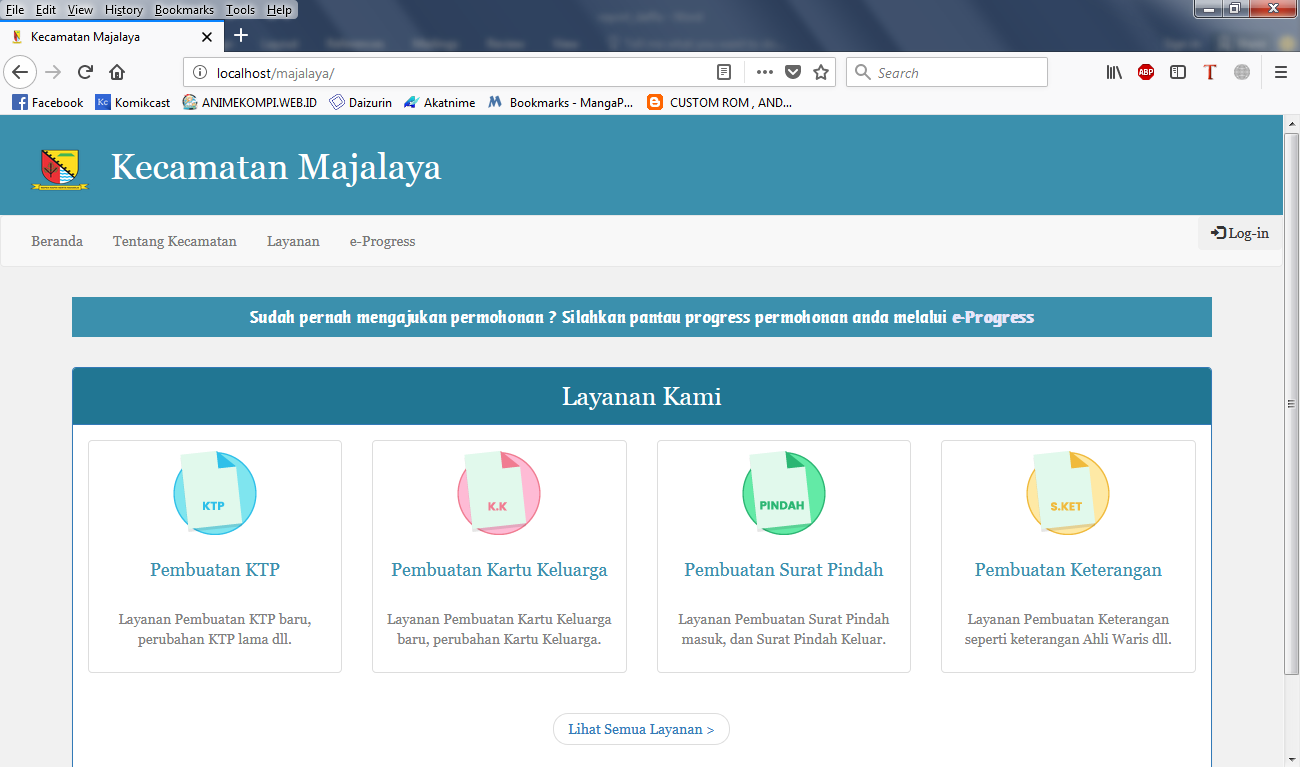 File Edit View History Bookmarks Tools Help
Kecamatan Majalaya
localhost/majalaya/
Search
ABP
T
Facebook
Kc Komikcast
ANIMEKOMPI.WEB.ID
Daizurin
Akatnime
M Bookmarks - MangaP...
CUSTOM ROM , AND...
Kecamatan Majalaya
Beranda Tentang Kecamatan Layanan e-Progress
Log-in
Sudah pernah mengajukan permohonan ? Silahkan pantau progress permohonan anda melalui e-Progress
Layanan Kami
KTP
Pembuatan KTP
Layanan Pembuatan KTP baru,
perubahan KTP lama dll.
K.K
Pembuatan Kartu Keluarga
Layanan Pembuatan Kartu Keluarga
baru, perubahan Kartu Keluarga.
PINDAH
Pembuatan Surat Pindah
Layanan Pembuatan Surat Pindah
masuk, dan Surat Pindah Keluar.
S.KET
Pembuatan Keterangan
Layanan Pembuatan Keterangan
seperti keterangan Ahli Waris dll.
Lihat Semua Layanan >